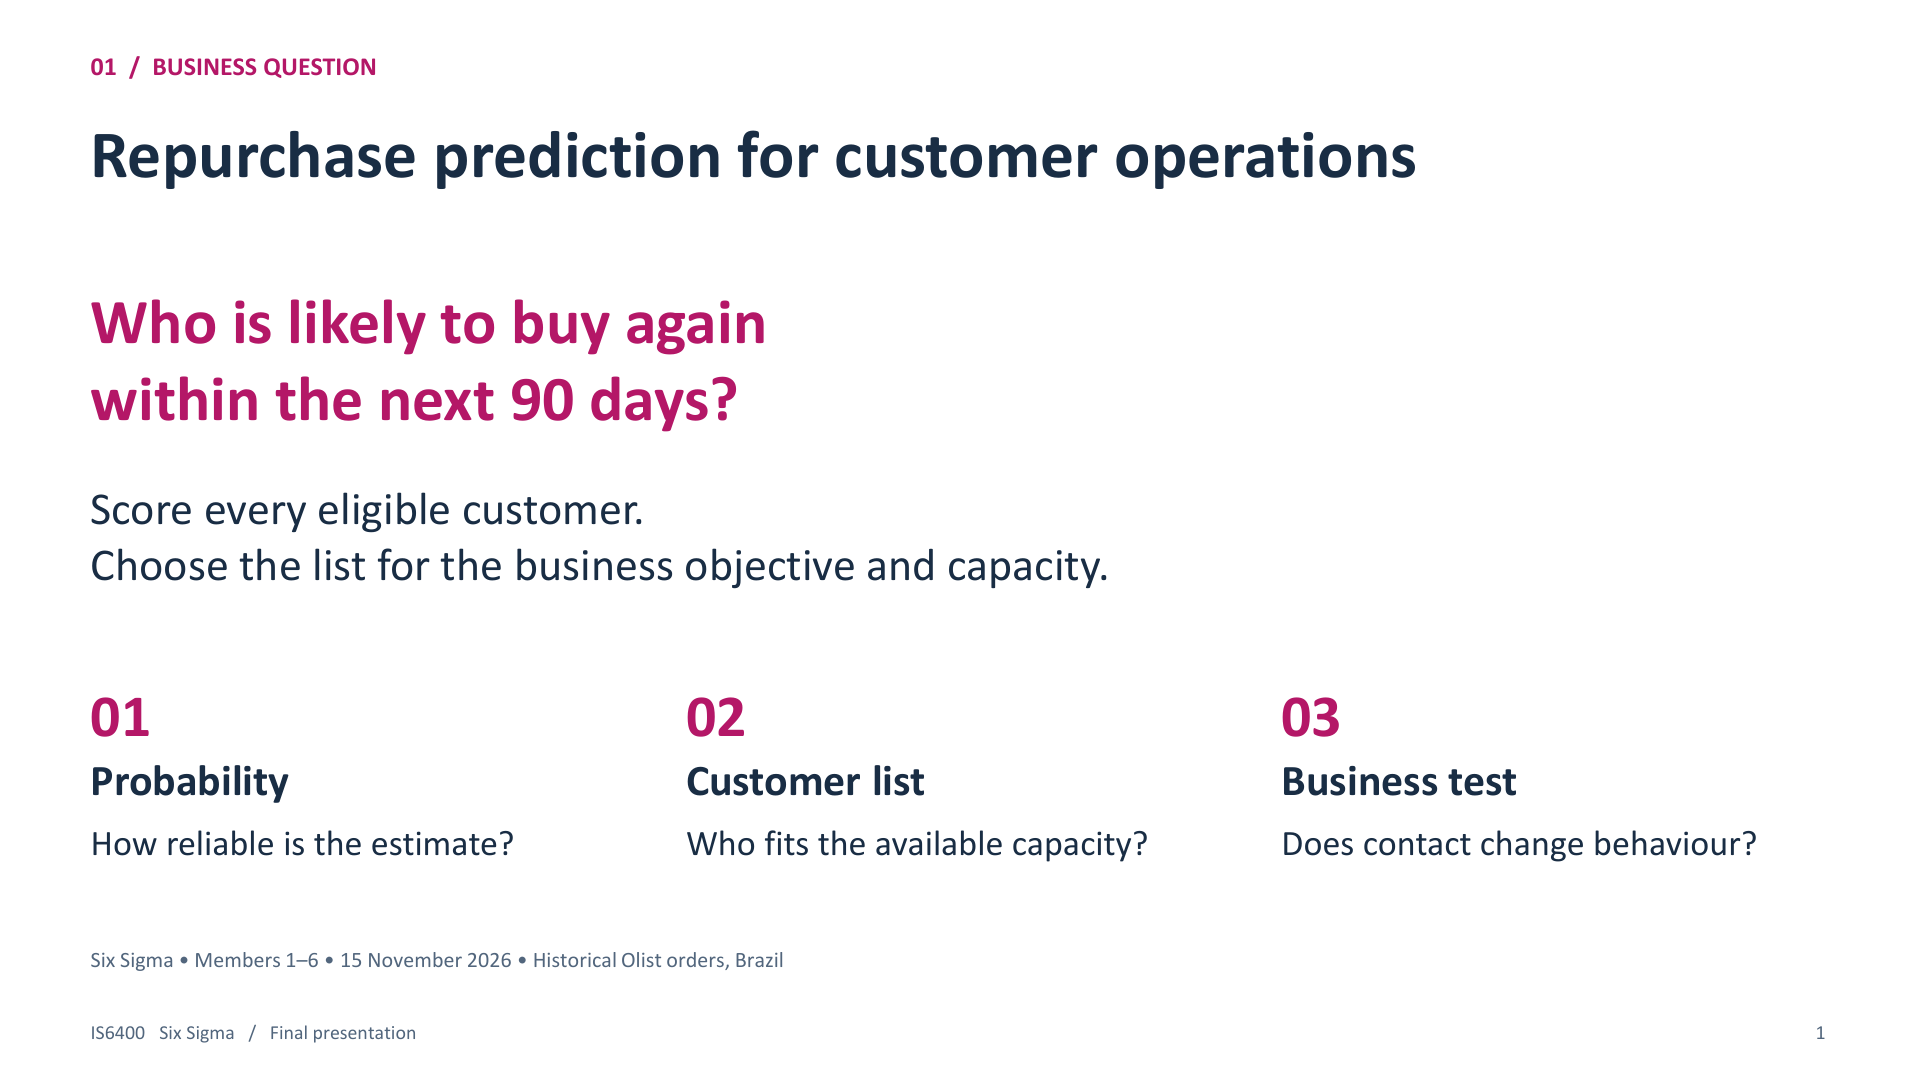 01 / BUSINESS QUESTION
Repurchase prediction for customer operations
Who is likely to buy again
within the next 90 days?
Score every eligible customer.
Choose the list for the business objective and capacity.
01
Probability
How reliable is the estimate?
02
Customer list
Who fits the available capacity?
03
Business test
Does contact change behaviour?
Six Sigma • Members 1–6 • 15 November 2026 • Historical Olist orders, Brazil
IS6400 Six Sigma / Final presentation
1